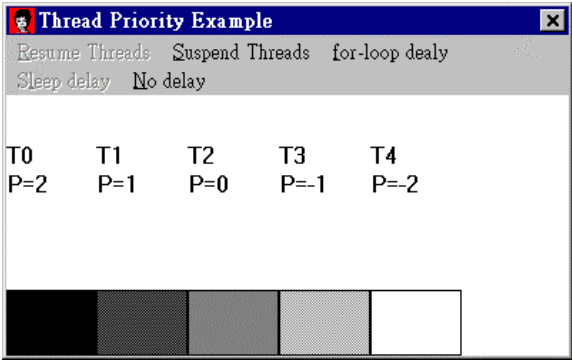 Thread Priority Example
Resume Threads Suspend Threads for-loop dealy
Sleep delay No delay
T0 T1 T2 T3 T4
P=2 P=1 P=0 P=-1 P=-2